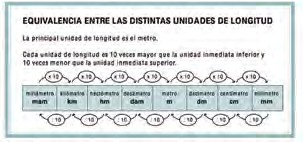 EQUIVALENCIA ENTRE LAS DISTINTAS UNIDADES DE LONGITUD
La principal unidad de longitud es el metro.
Cada unidad de longitud es 10 veces mayor que la unidad inmediata inferior y
10 veces menor que la unidad inmediata superior.
x 10 x 10 x 10 x 10 x 10 x 10 x 10
miriámetro kilómetro hectómetro decámetro metro decímetro centímetro milímetro
mam km hm dam m dm cm mm
: 10 : 10 : 10 : 10 : 10 : 10 : 10